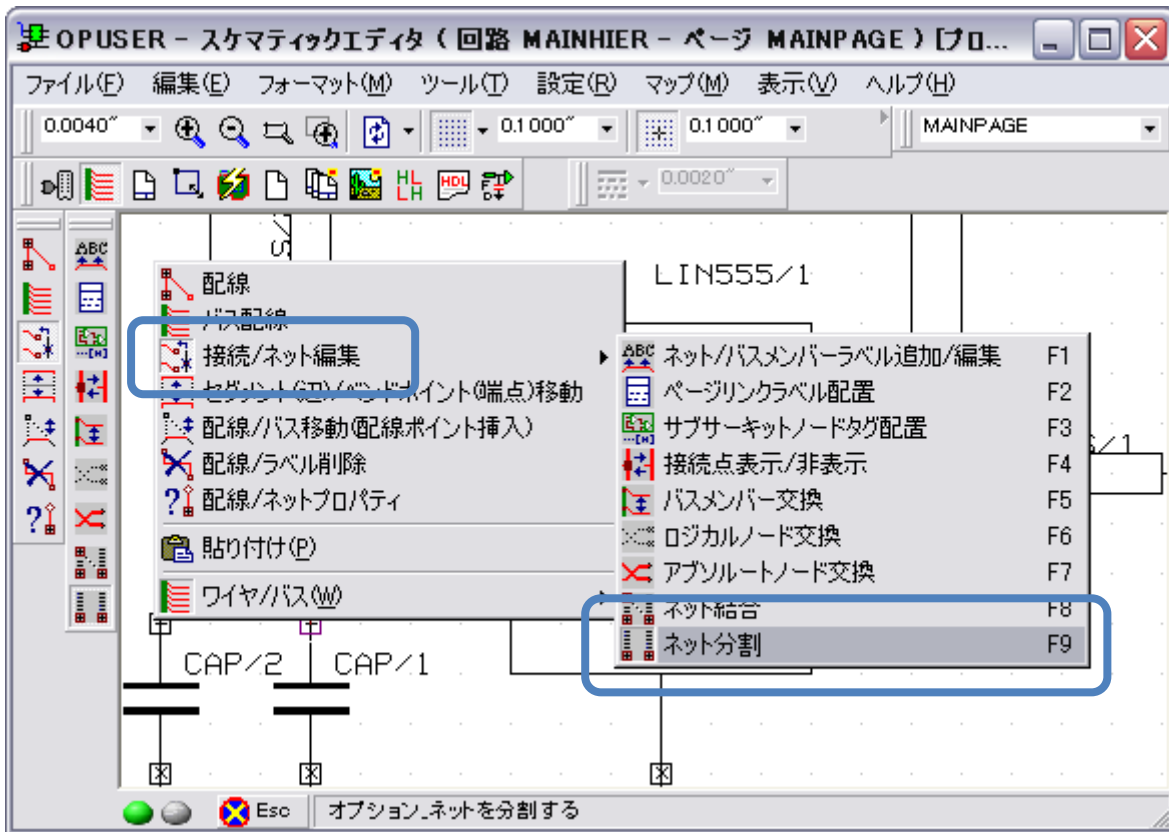 OPUSER - スケマティックエディタ ( 回路 MAINHIER - ページ MAINPAGE ) [プロ...
ファイル(F) 編集(E) フォーマット(M) ツール(T) 設定(R) マップ(M) 表示(V) ヘルプ(H)
0.0040" 0.1000" 0.1000" MAINPAGE
HDL 0.0020"
LIN555/1
配線
バス配線
接続/ネット編集
セグメント(辺)/ベンドポイント(端点)移動
配線/バス移動(配線ポイント挿入)
配線/ラベル削除
?配線/ネットプロパティ
貼り付け(P)
ワイヤ/バス(W)
ABC ネット/バスメンバーラベル追加/編集 F1
ページリンクラベル配置 F2
サブサーキットノードタグ配置 F3
接続点表示/非表示 F4
バスメンバー交換 F5
ロジカルノード交換 F6
アブソルートノード交換 F7
ネット結合 F8
ネット分割 F9
CAP/2 CAP/1
Esc オプション_ネットを分割する